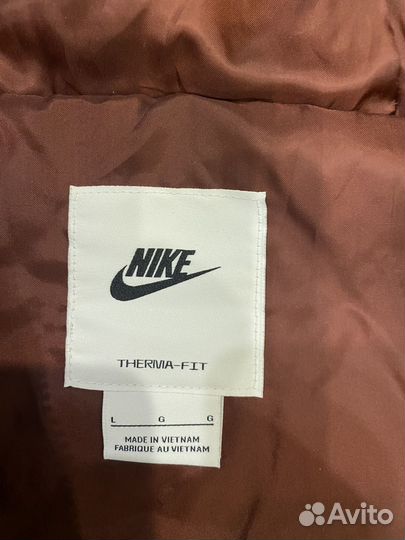 NIKE
THERMA-FIT
L G G
MADE IN VIETNAM
FABRIQUE AU VIETNAM
Avito